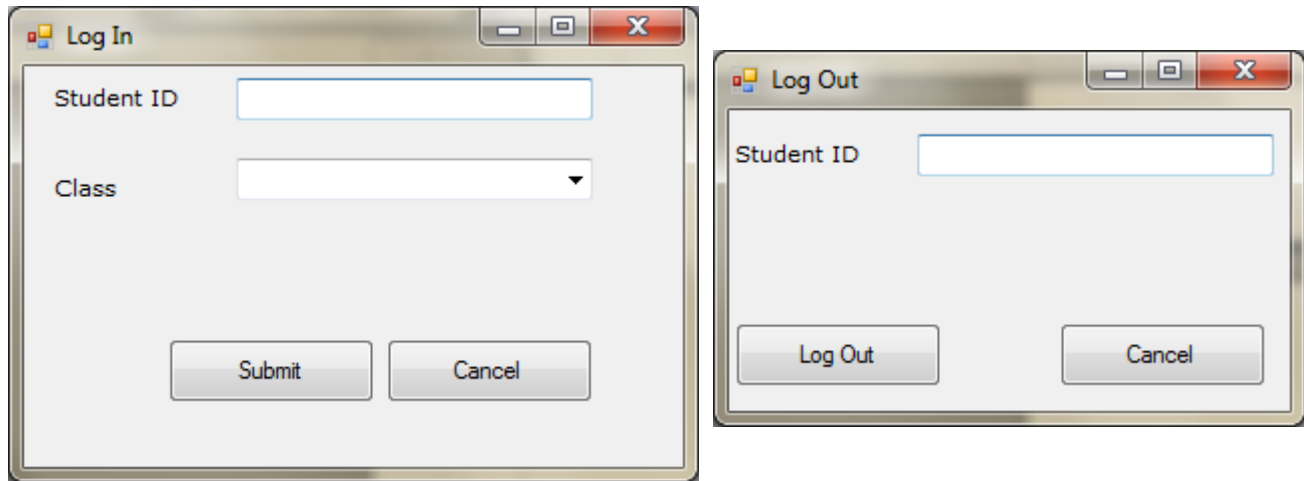 Log In
Student ID
Class
Submit Cancel
Log Out
Student ID
Log Out Cancel